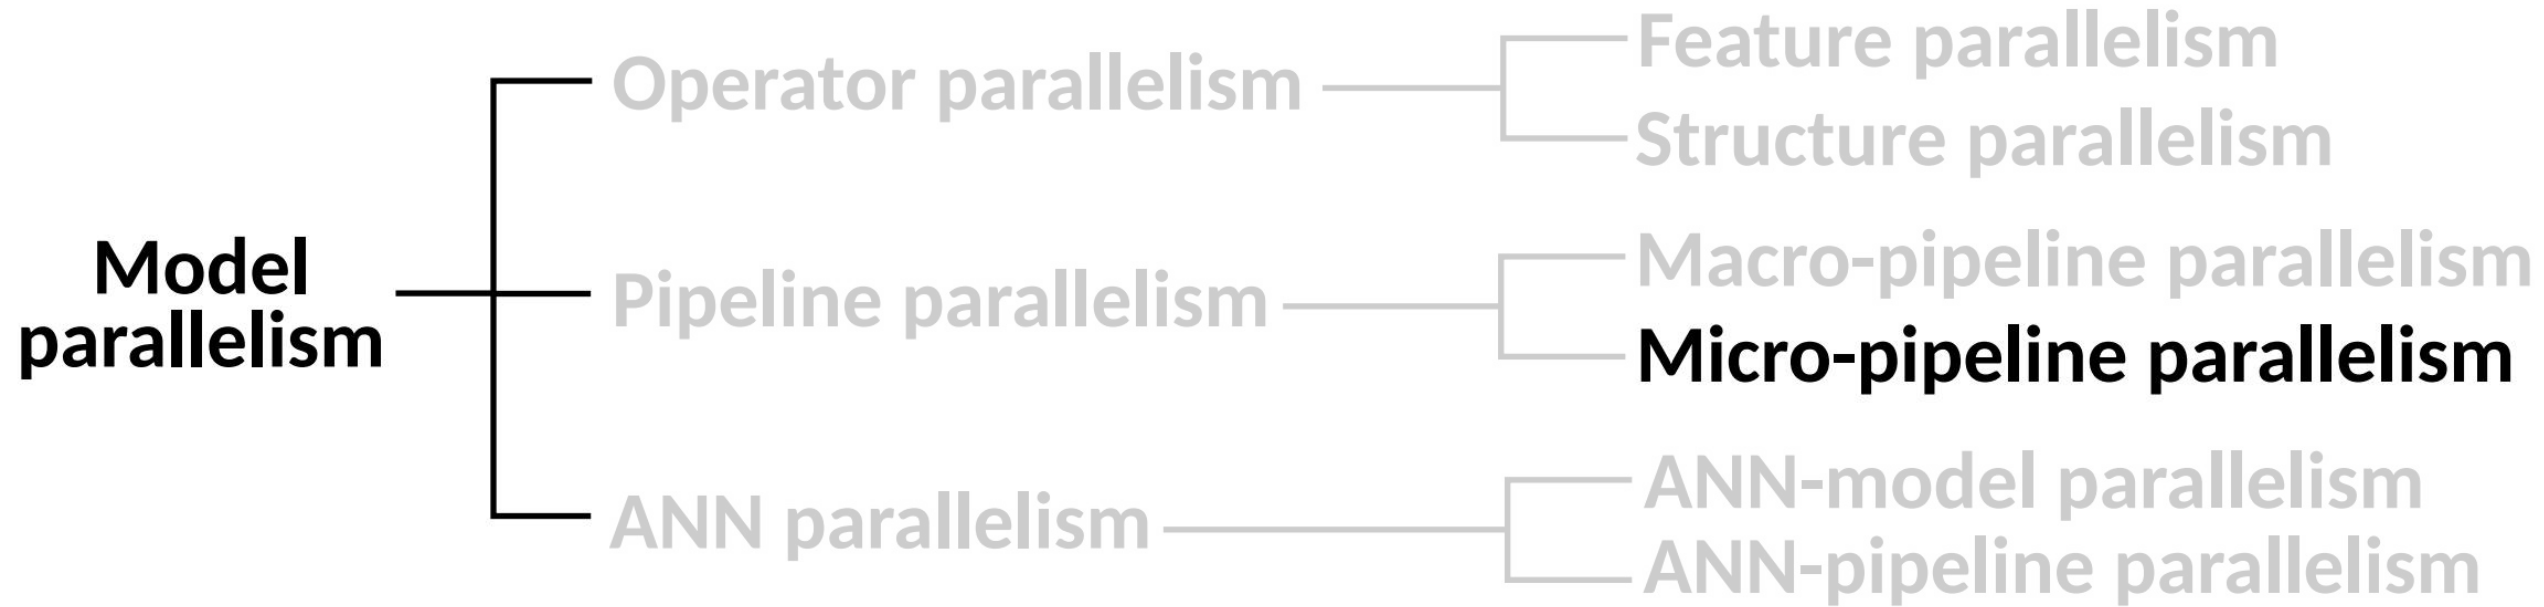 Model
parallelism
Operator parallelism
Feature parallelism
Structure parallelism
Pipeline parallelism
Macro-pipeline parallelism
Micro-pipeline parallelism
ANN parallelism
ANN-model parallelism
ANN-pipeline parallelism